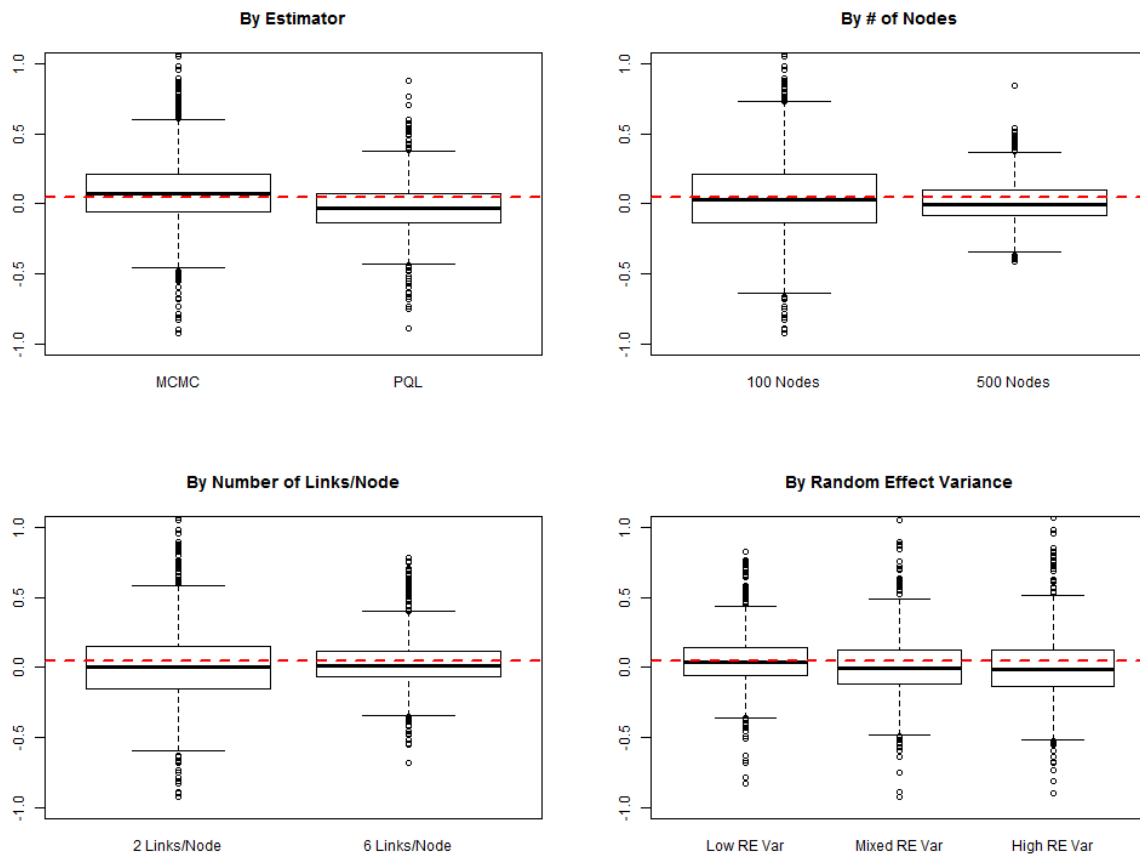 By Estimator
1.0
0.5
0.0
-0.5
-1.0
MCMC PQL
By # of Nodes
1.0
0.5
0.0
-0.5
-1.0
100 Nodes 500 Nodes
By Number of Links/Node
1.0
0.5
0.0
-0.5
-1.0
2 Links/Node 6 Links/Node
By Random Effect Variance
1.0
0.5
0.0
-0.5
-1.0
Low RE Var Mixed RE Var High RE Var